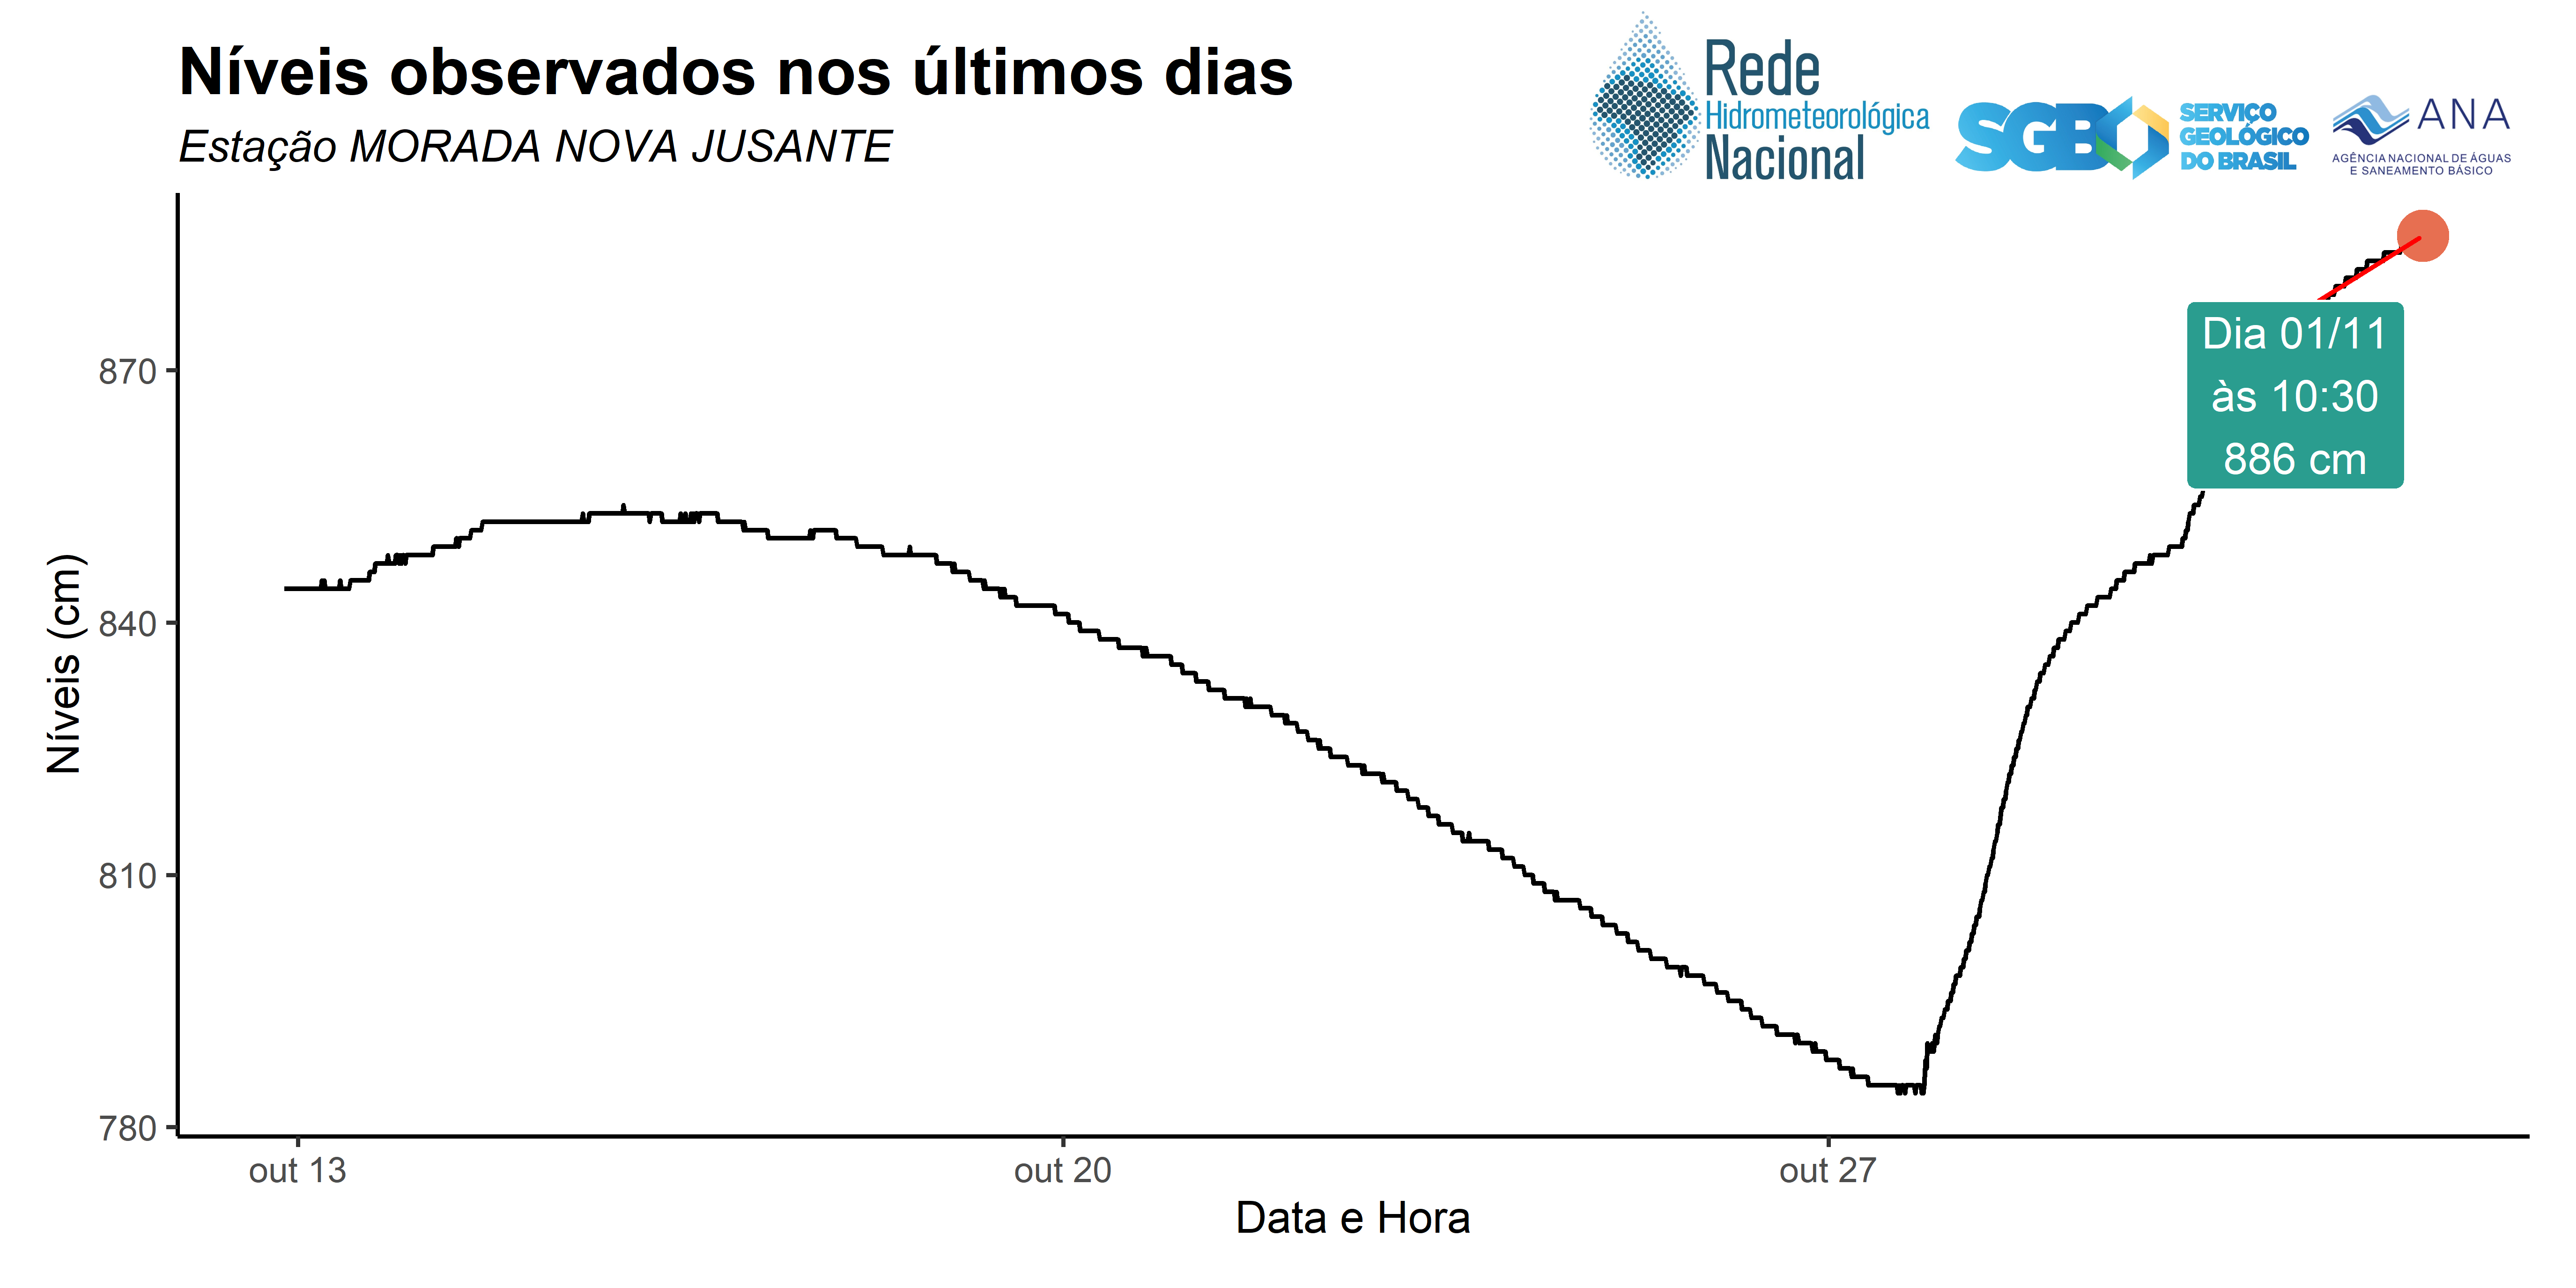 Níveis observados nos últimos dias
Estação MORADA NOVA JUSANTE
Rede
Hidrometeorológica
Nacional
SGB
SERVIÇO
GEOLÓGICO
DO BRASIL
ANA
AGÊNCIA NACIONAL DE ÁGUAS
E SANEAMENTO BÁSICO
Dia 01/11
às 10:30
886 cm
870
840
810
780
Níveis (cm)
out 13
out 20
out 27
Data e Hora